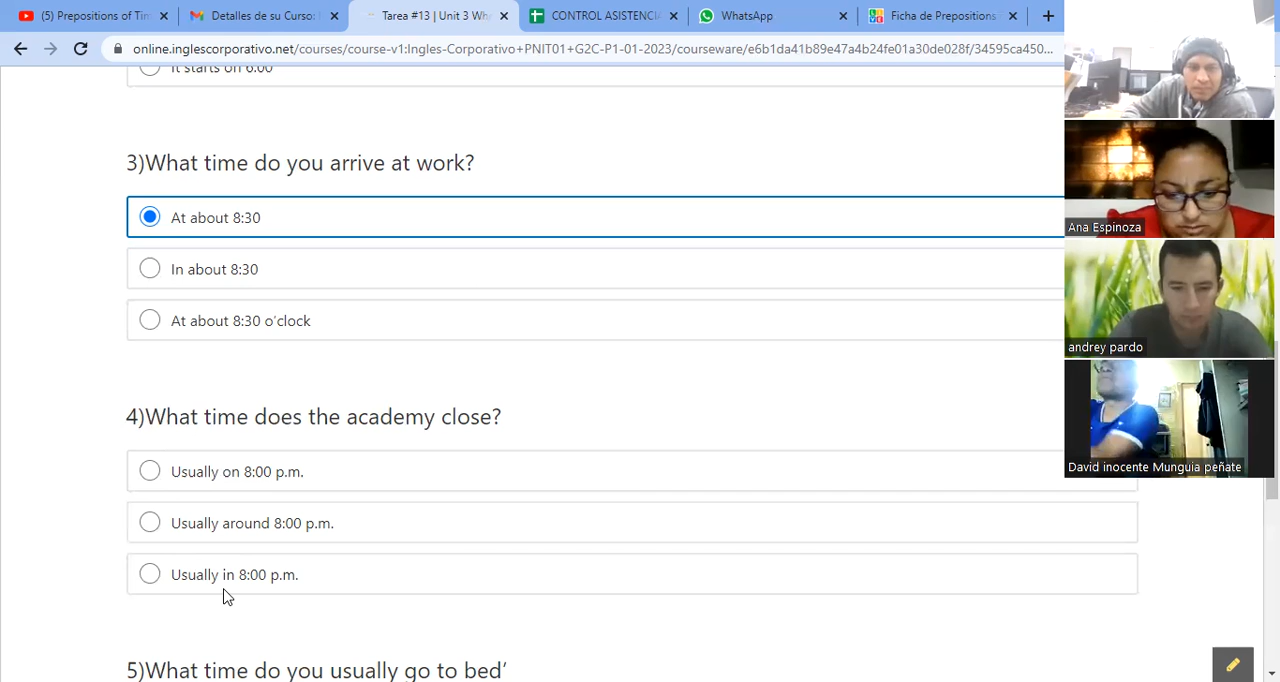 (5) Prepositions of Tim
Detalles de su Curso:
Tarea #13 | Unit 3 Wh
CONTROL ASISTENCI
WhatsApp
Ficha de Prepositions
online.inglescorporativo.net/courses/course-v1:Ingles-Corporativo+PNIT01+G2C-P1-01-2023/courseware/e6b1da41b89e47a4b24fe01a30de028f/34595ca450...
It starts on 6:00
3)What time do you arrive at work?
At about 8:30
In about 8:30
At about 8:30 o'clock
4)What time does the academy close?
Usually on 8:00 p.m.
Usually around 8:00 p.m.
Usually in 8:00 p.m.
5)What time do you usually go to bed’
Ana Espinoza
andrey pardo
David inocente Munguia peñate